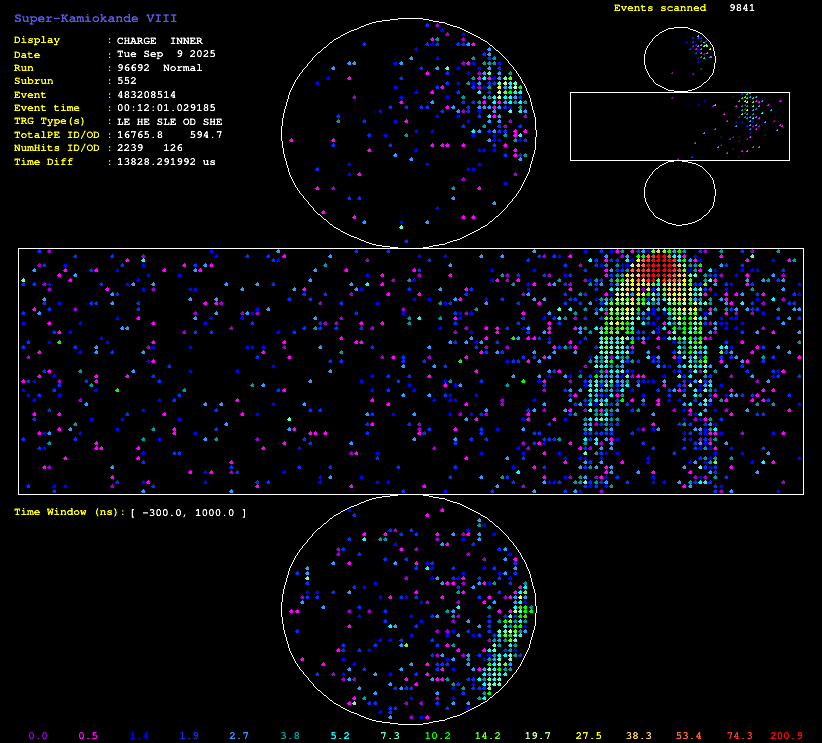 Super-Kamiokande VIII
Events scanned 9841
Display : CHARGE INNER
Date : Tue Sep 9 2025
Run : 96692 Normal
Subrun : 552
Event : 483208514
Event time : 00:12:01.029185
TRG Type(s) : LE HE SLE OD SHE
TotalPE ID/OD : 16765.8 594.7
NumHits ID/OD : 2239 126
Time Diff : 13828.291992 us
Time Window (ns): [ -300.0, 1000.0 ]
0.0 0.5 1.4 1.9 2.7 3.8 5.2 7.3 10.2 14.2 19.7 27.5 38.3 53.4 74.3 200.9